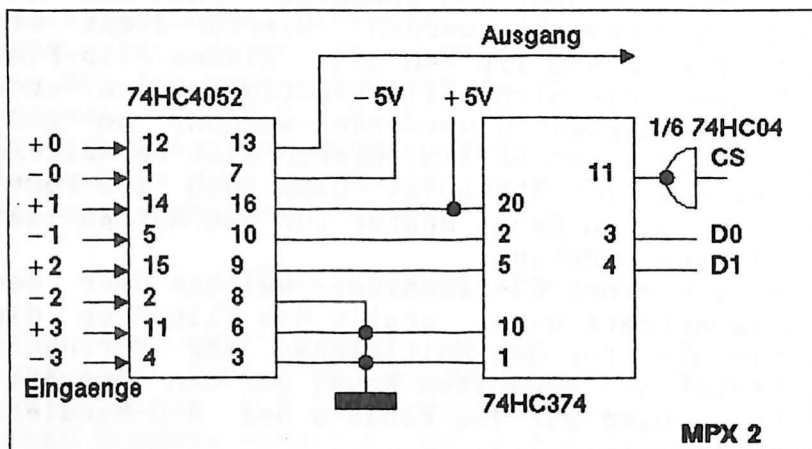 Ausgang
74HC4052
– 5V
+ 5V
1/6 74HC04
CS
+0
12
13
11
–0
1
7
+1
14
16
20
–1
5
10
2
3
D0
+2
15
9
5
4
D1
–2
2
8
+3
11
6
10
–3
4
3
1
Eingaenge
74HC374
MPX 2